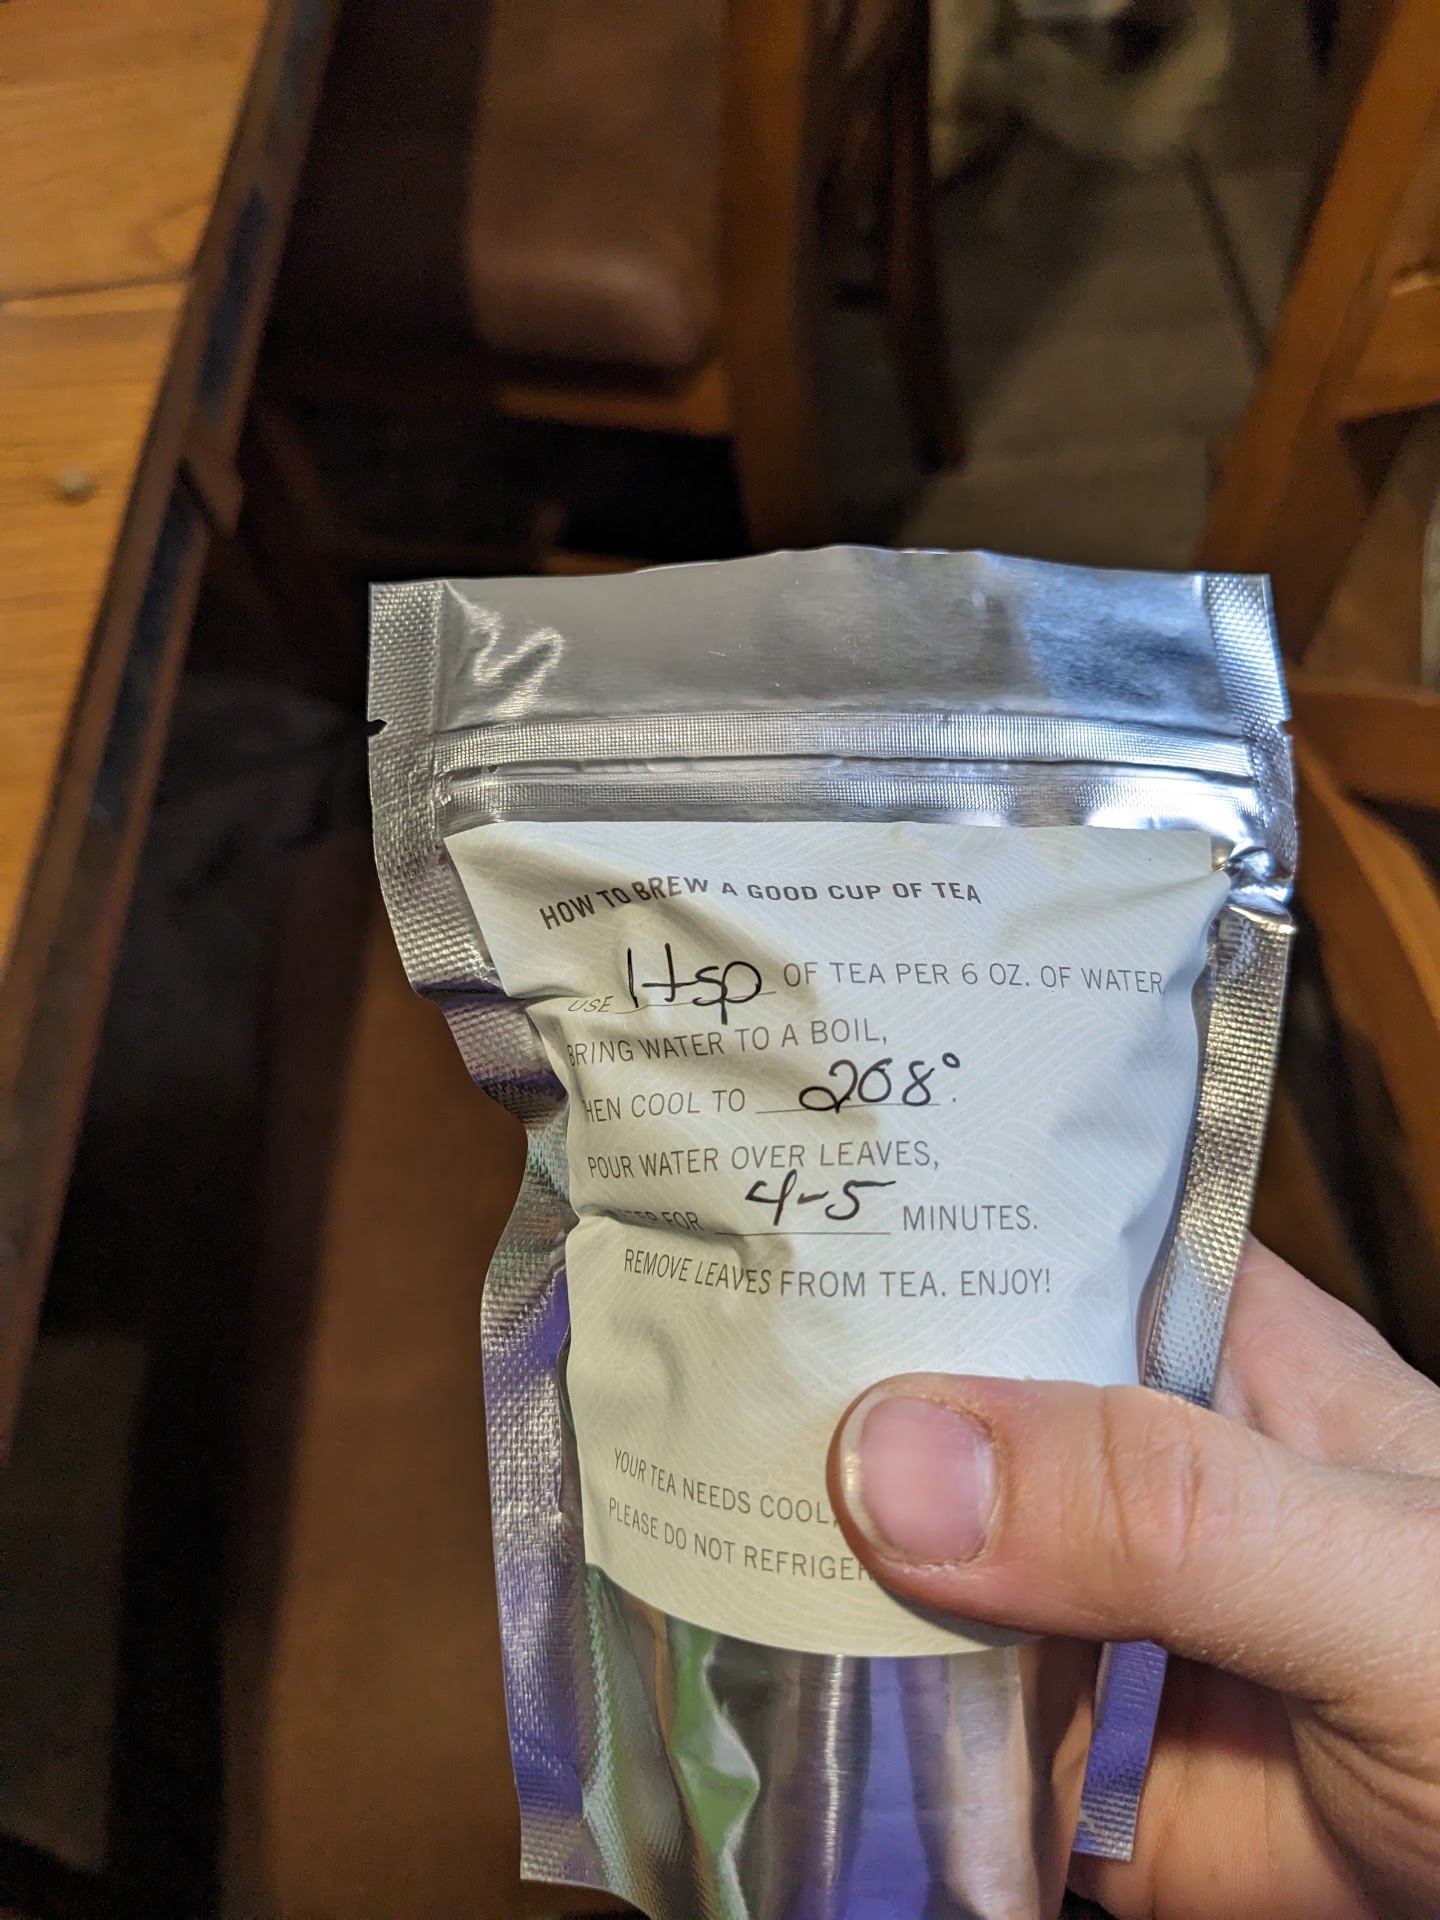 HOW TO BREW A GOOD CUP OF TEA
USE 1tsp OF TEA PER 6 OZ. OF WATER
BRING WATER TO A BOIL,
HEN COOL TO 208°.
POUR WATER OVER LEAVES,
FOR 4-5 MINUTES.
REMOVE LEAVES FROM TEA. ENJOY!
YOUR TEA NEEDS COOL,
PLEASE DO NOT REFRIGER